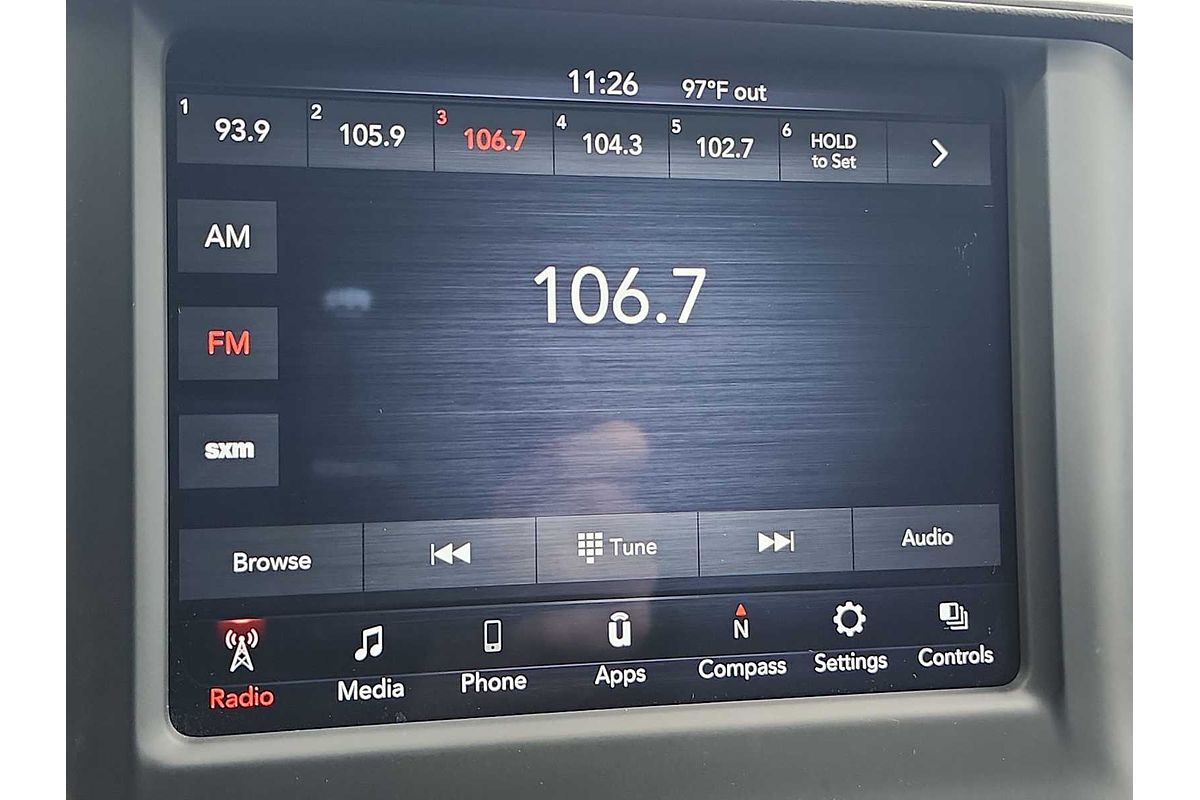 11:26 97°F out
1 93.9 2 105.9 3 106.7 4 104.3 5 102.7 6 HOLD
to Set
AM
106.7
FM
sxm
Browse Tune Audio
N
Radio Media Phone Apps Compass Settings Controls